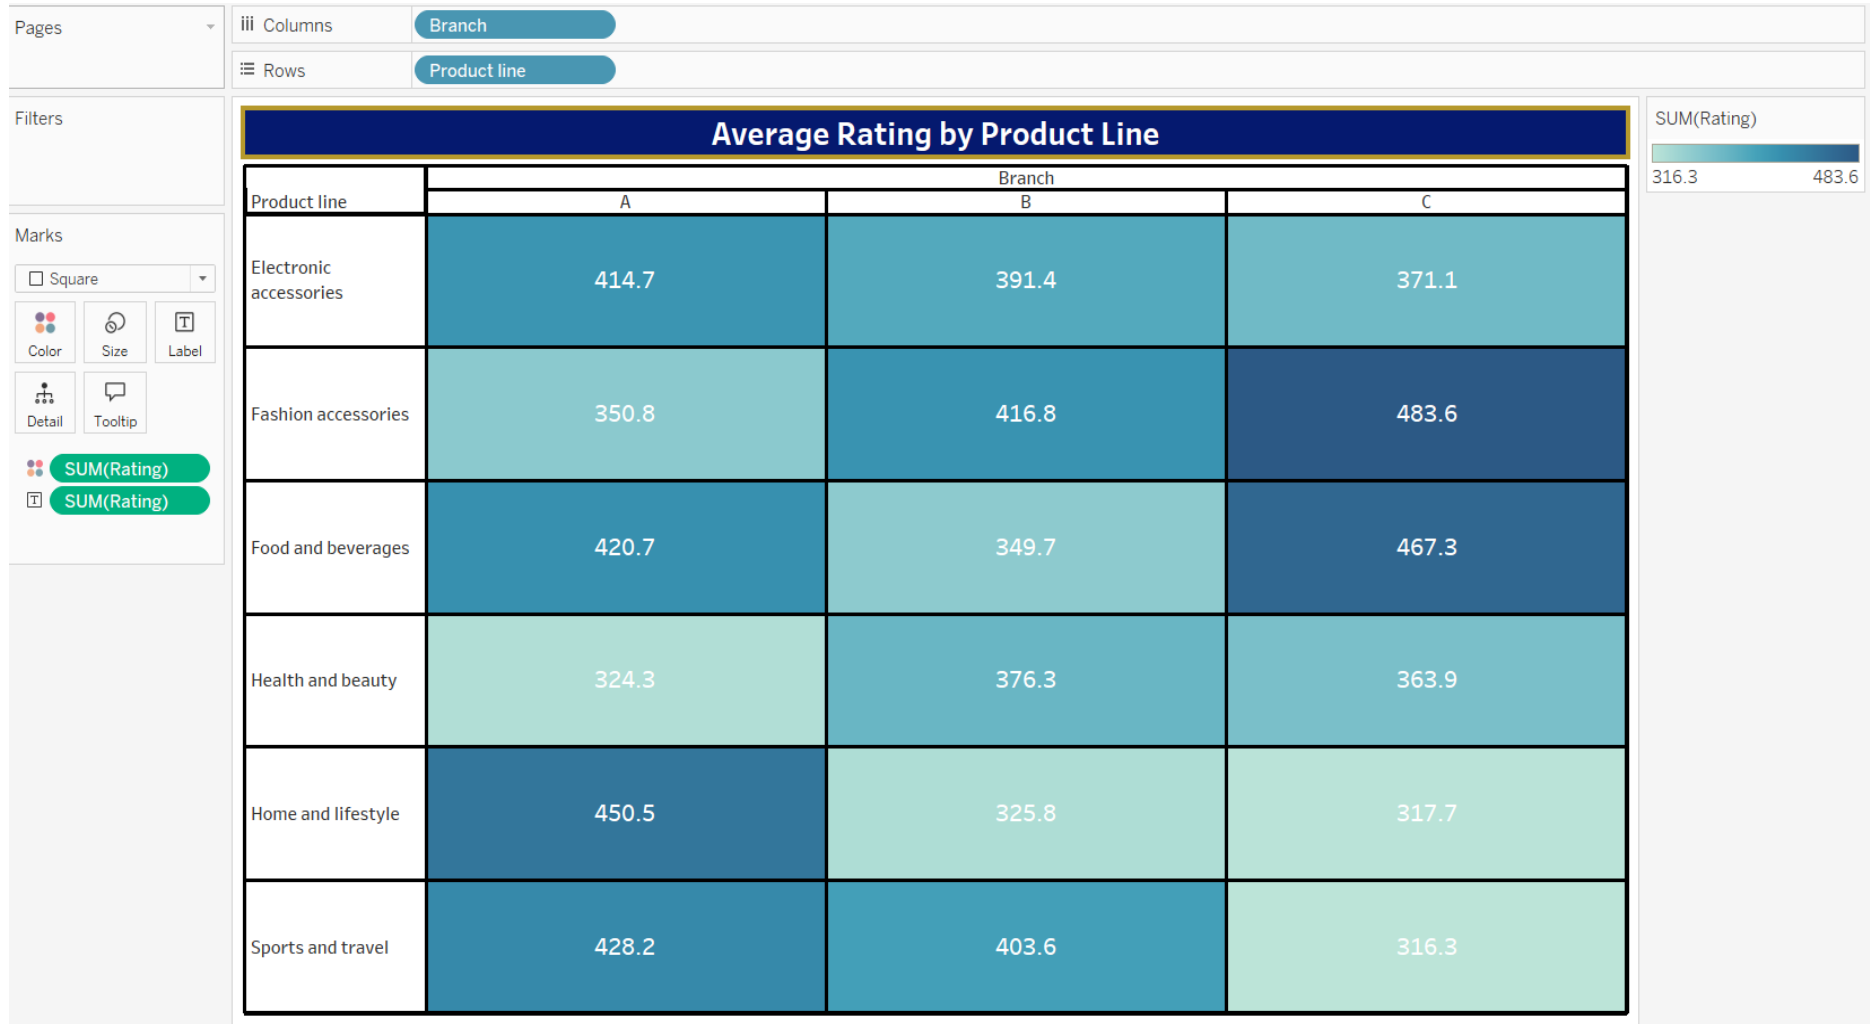 Pages
Columns
Branch
Rows
Product line
Filters
Marks
Square
Color
Size
Label
Detail
Tooltip
SUM(Rating)
SUM(Rating)
Average Rating by Product Line
Branch
Product line
A
B
C
Electronic
accessories
414.7
391.4
371.1
Fashion accessories
350.8
416.8
483.6
Food and beverages
420.7
349.7
467.3
Health and beauty
324.3
376.3
363.9
Home and lifestyle
450.5
325.8
317.7
Sports and travel
428.2
403.6
316.3
SUM(Rating)
316.3
483.6